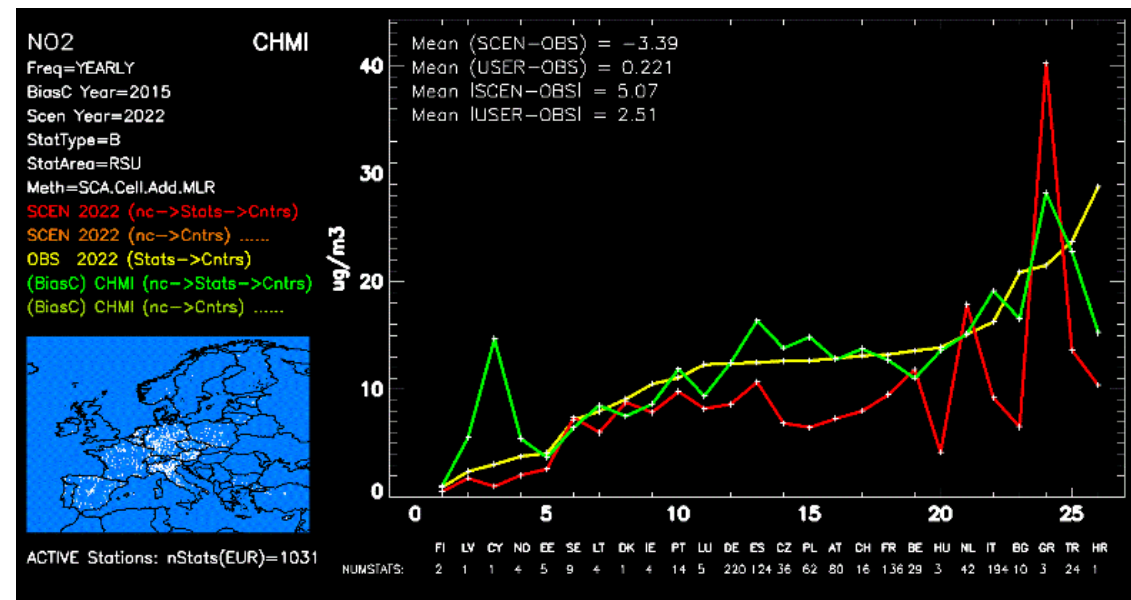 NO2 CHMI
Freq=YEARLY
BiasC Year=2015
Scen Year=2022
StatType=B
StatArea=RSU
Meth=SCA.Cell.Add.MLR
SCEN 2022 (nc->Stats->Cntrs)
SCEN 2022 (nc->Cntrs) ......
OBS 2022 (Stats->Cntrs)
(BiasC) CHMI (nc->Stats->Cntrs)
(BiasC) CHMI (nc->Cntrs) ......
ACTIVE Stations: nStats(EUR)=1031
Mean (SCEN-OBS) = -3.39
Mean (USER-OBS) = 0.221
Mean |SCEN-OBS| = 5.07
Mean |USER-OBS| = 2.51
ug/m3
40
30
20
10
0
0 5 10 15 20 25
FI LV CY NO EE SE LT DK IE PT LU DE ES CZ PL AT CH FR BE HU NL IT BG GR TR HR
NUMSTATS: 2 1 1 4 5 9 4 1 4 14 5 220 124 36 62 80 16 136 29 3 42 194 10 3 24 1